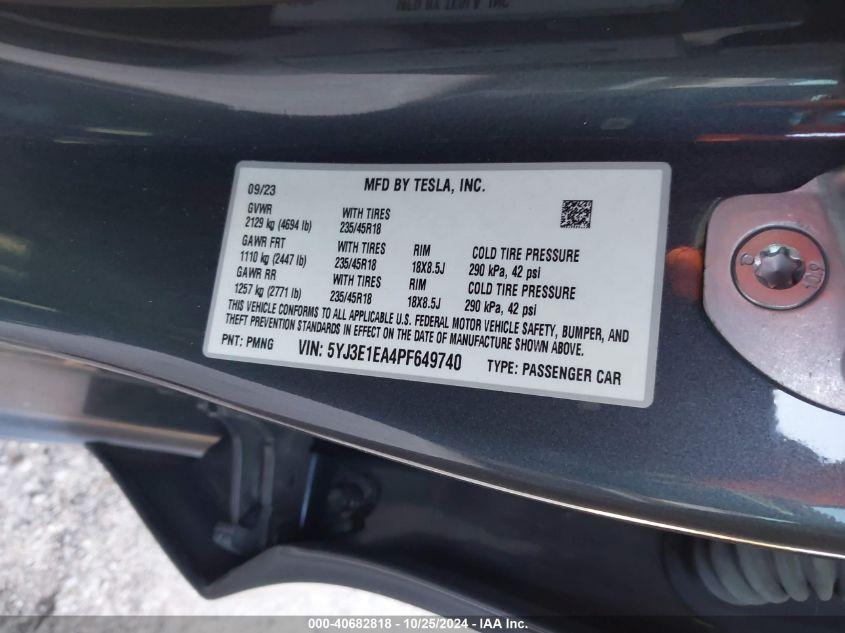 MFD BY TESLA, INC.
09/23
GVWR WITH TIRES
2129 kg (4694 lb) 235/45R18
GAWR FRT WITH TIRES RIM COLD TIRE PRESSURE
1110 kg (2447 lb) 235/45R18 18X8.5J 290 kPa, 42 psi
GAWR RR WITH TIRES RIM COLD TIRE PRESSURE
1257 kg (2771 lb) 235/45R18 18X8.5J 290 kPa, 42 psi
THIS VEHICLE CONFORMS TO ALL APPLICABLE U.S. FEDERAL MOTOR VEHICLE SAFETY, BUMPER, AND
THEFT PREVENTION STANDARDS IN EFFECT ON THE DATE OF MANUFACTURE SHOWN ABOVE.
PNT: PMNG VIN: 5YJ3E1EA4PF649740 TYPE: PASSENGER CAR
000-40682818 - 10/25/2024 - IAA Inc.